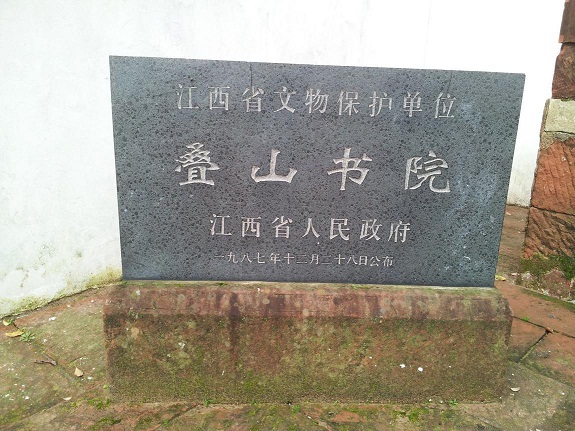 江西省文物保护单位
叠山书院
江西省人民政府
一九八七年十二月二十八日公布